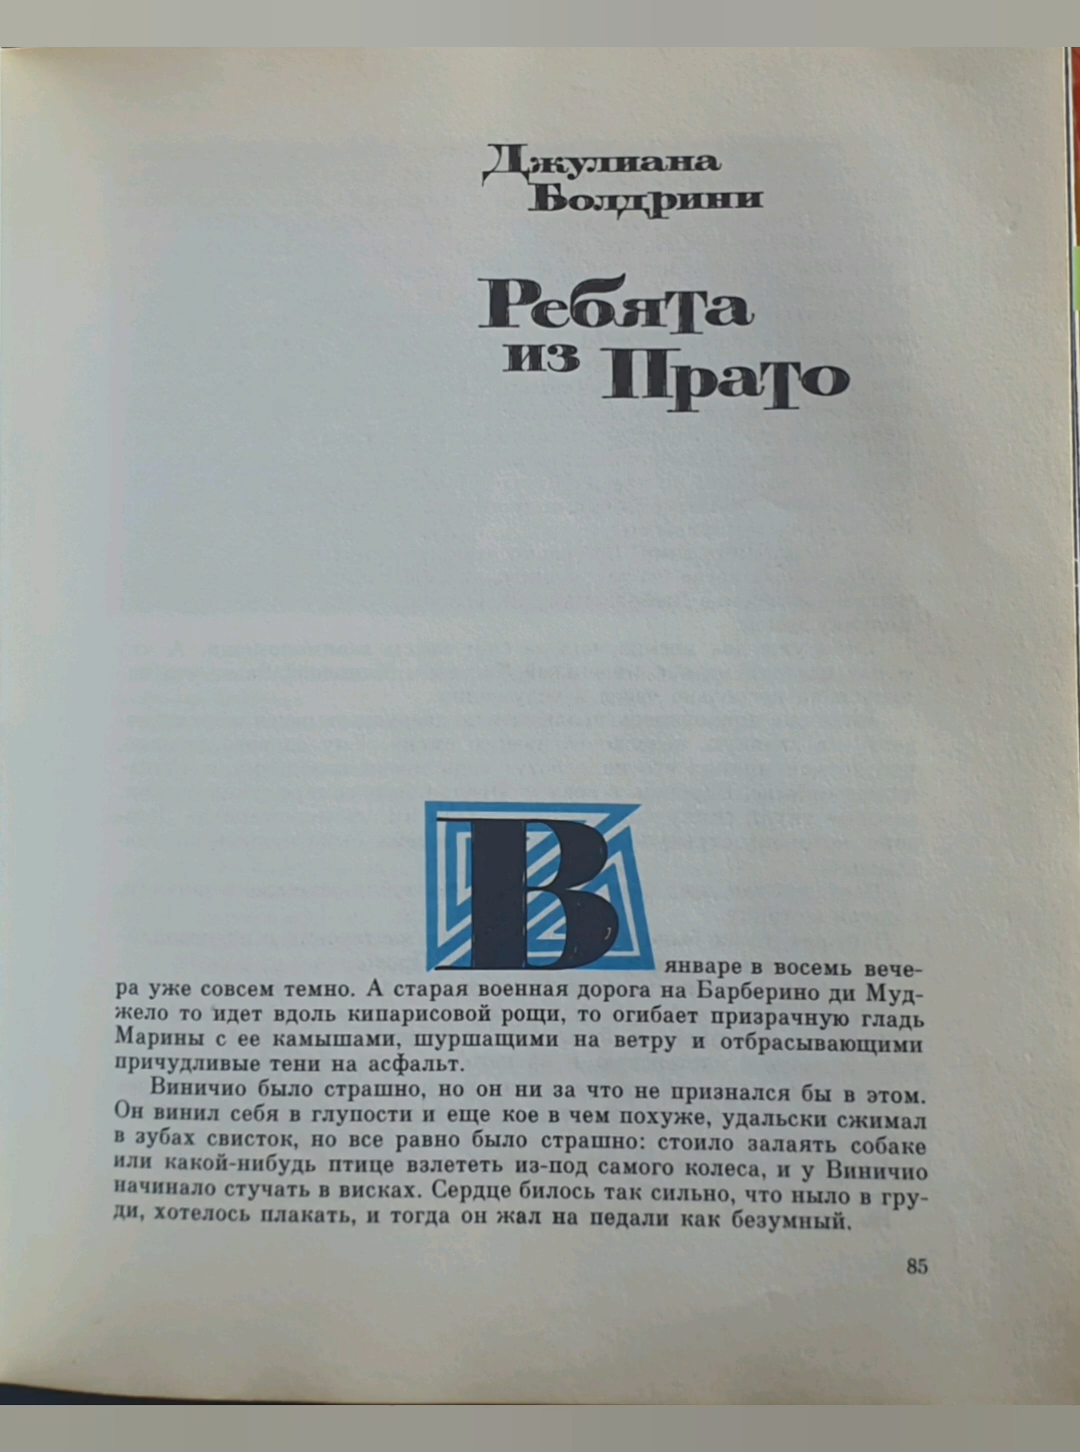 Джулиана
Болдрини
Ребята
из Прато
В январе в восемь вече-
ра уже совсем темно. А старая военная дорога на Барберино ди Муд-
жело то идет вдоль кипарисовой рощи, то огибает призрачную гладь
Марины с ее камышами, шуршащими на ветру и отбрасывающими
причудливые тени на асфальт.
Виничио было страшно, но он ни за что не признался бы в этом.
Он винил себя в глупости и еще кое в чем похуже, удальски сжимал
в зубах свисток, но все равно было страшно: стоило залаять собаке
или какой-нибудь птице взлететь из-под самого колеса, и у Виничио
начинало стучать в висках. Сердце билось так сильно, что ныло в гру-
ди, хотелось плакать, и тогда он жал на педали как безумный.
85